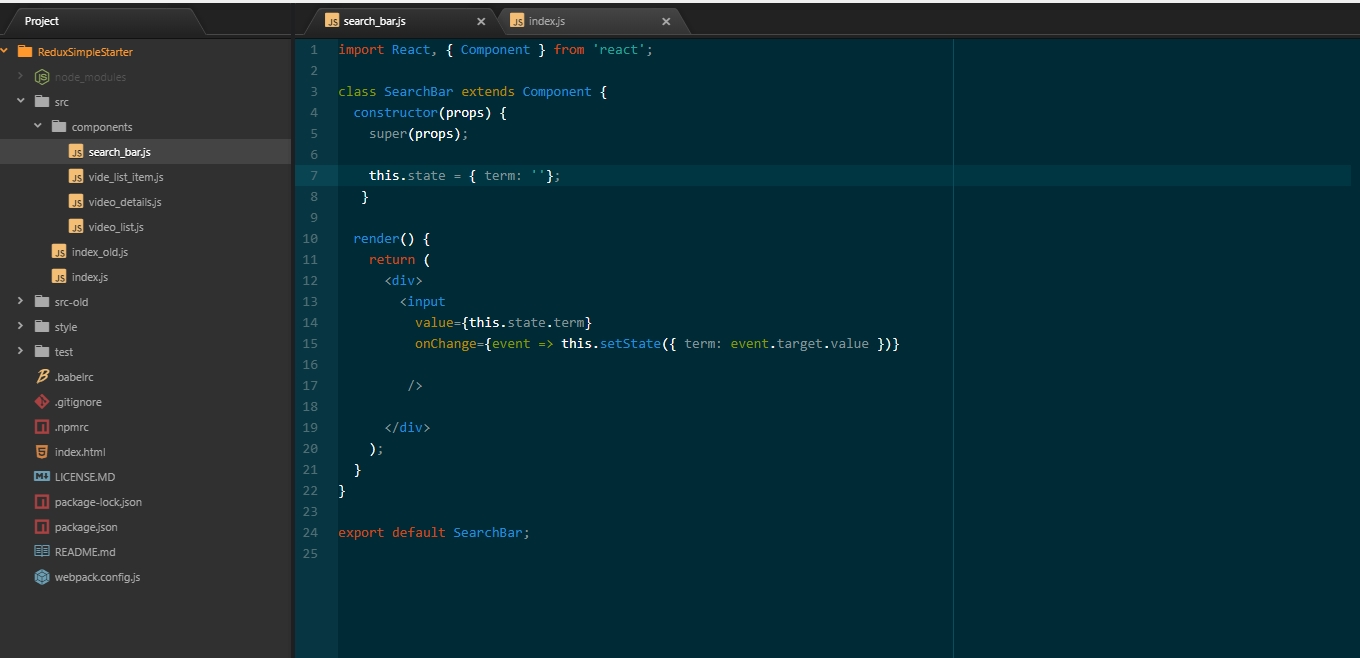 Project
ReduxSimpleStarter
node_modules
src
components
search_bar.js
vide_list_item.js
video_details.js
video_list.js
index_old.js
index.js
src-old
style
test
.babelrc
.gitignore
.npmrc
index.html
LICENSE.MD
package-lock.json
package.json
README.md
webpack.config.js
search_bar.js
index.js
1 import React, { Component } from 'react';
2
3 class SearchBar extends Component {
4   constructor(props) {
5     super(props);
6
7     this.state = { term: ''};
8    }
9
10   render() {
11     return (
12       <div>
13         <input
14           value={this.state.term}
15           onChange={event => this.setState({ term: event.target.value })}
16
17          />
18
19       </div>
20     );
21   }
22 }
23
24 export default SearchBar;
25